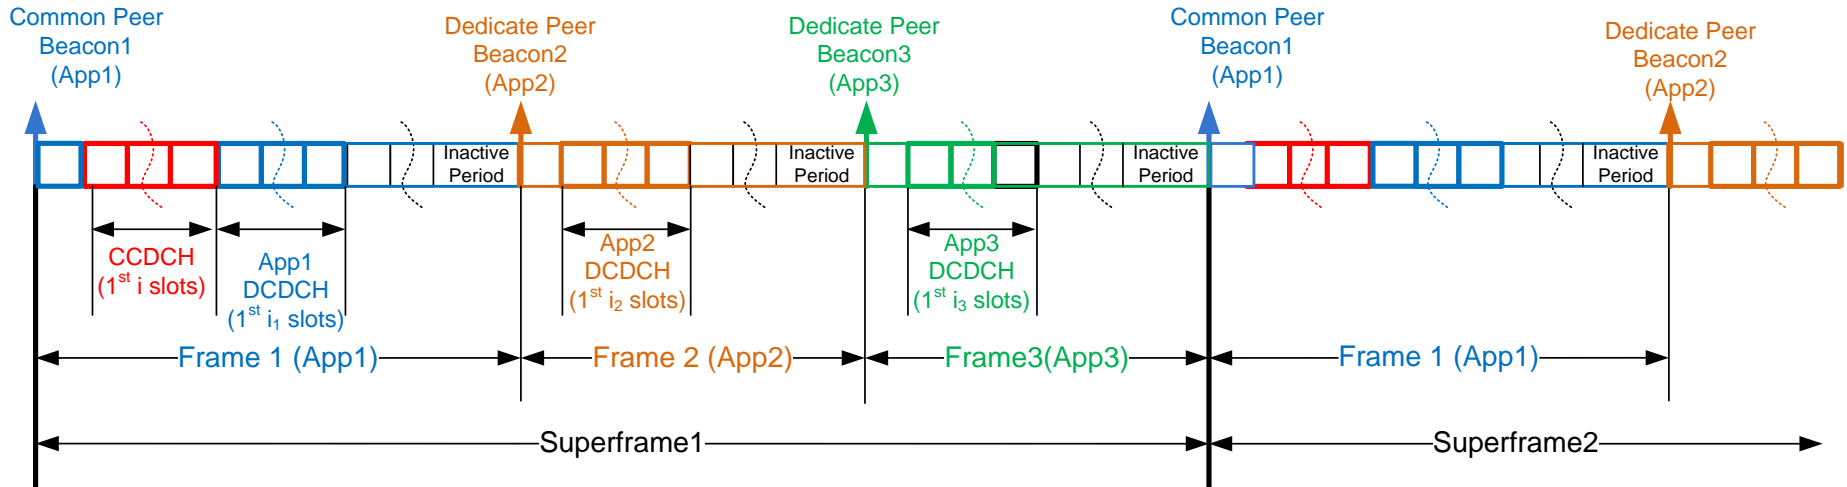 Common Peer
Beacon1
(App1)
Dedicate Peer
Beacon2
(App2)
Dedicate Peer
Beacon3
(App3)
Common Peer
Beacon1
(App1)
Dedicate Peer
Beacon2
(App2)
Inactive
Period
Inactive
Period
Inactive
Period
Inactive
Period
CCDCH
(1st i slots)
App1
DCDCH
(1st i1 slots)
App2
DCDCH
(1st i2 slots)
App3
DCDCH
(1st i3 slots)
Frame 1 (App1)
Frame 2 (App2)
Frame3(App3)
Frame 1 (App1)
Superframe1
Superframe2